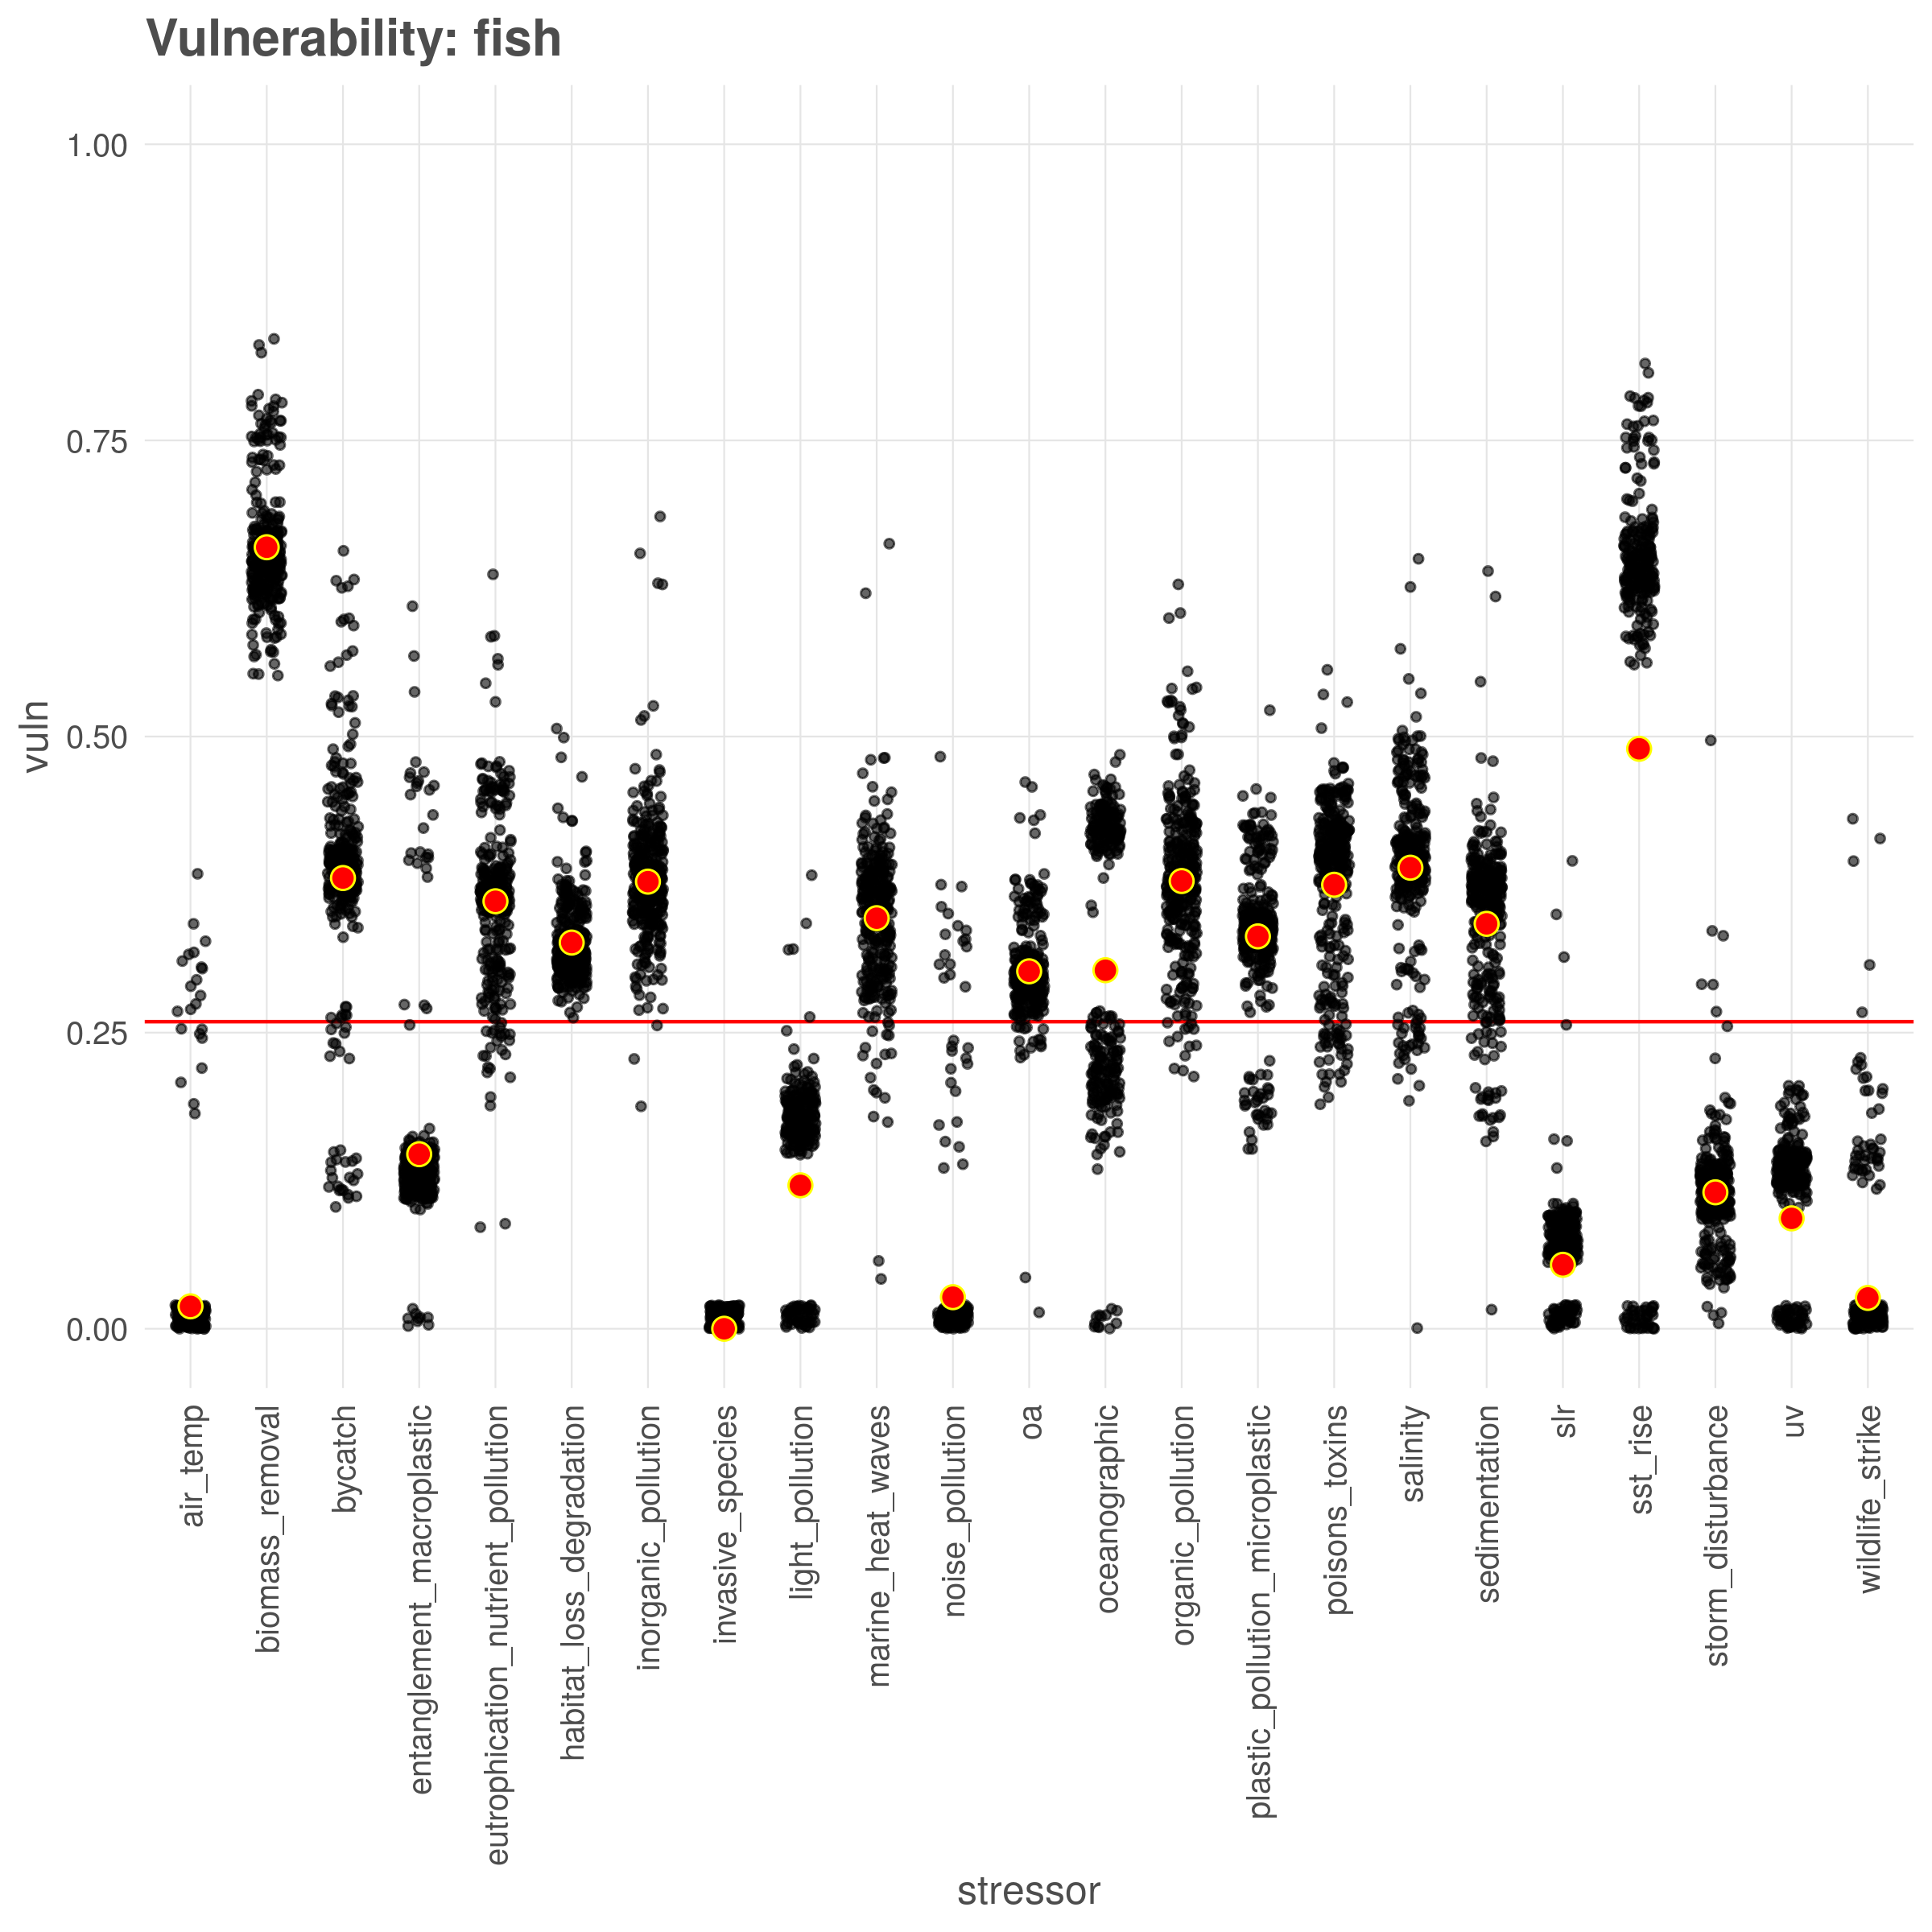 Vulnerability: fish
1.00
0.75
0.50
0.25
0.00
vuln
air_temp
biomass_removal
bycatch
entanglement_macroplastic
eutrophication_nutrient_pollution
habitat_loss_degradation
inorganic_pollution
invasive_species
light_pollution
marine_heat_waves
noise_pollution
oa
oceanographic
organic_pollution
plastic_pollution_microplastic
poisons_toxins
salinity
sedimentation
slr
sst_rise
storm_disturbance
uv
wildlife_strike
stressor